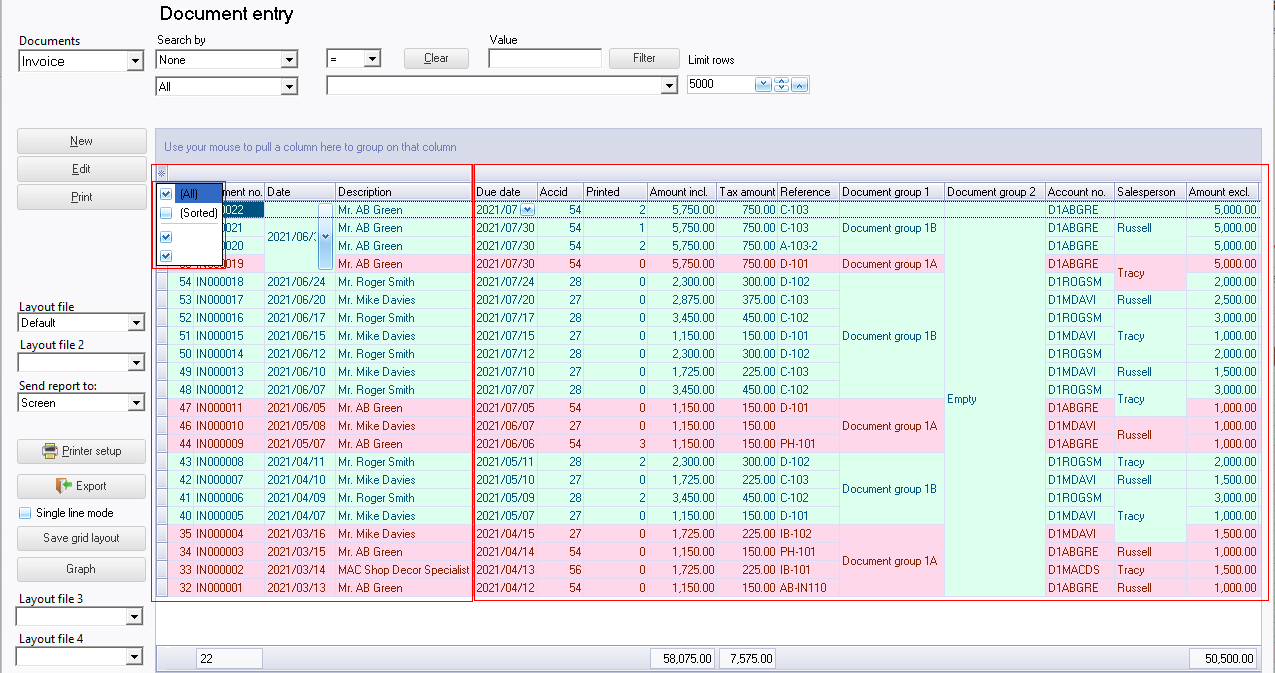 Document entry
Documents
Search by
Value
Invoice
None
=
Clear
Filter
Limit rows
All
5000
New
Edit
Print
Use your mouse to pull a column here to group on that column
(All)
(Sorted)
ment no. Date Description Due date Accid Printed Amount incl. Tax amount Reference Document group 1 Document group 2 Account no. Salesperson Amount excl.
0022 Mr. AB Green 2021/07 54 2 5,750.00 750.00 C-103 D1ABGRE 5,000.00
021 2021/06/ Mr. AB Green 2021/07/30 54 1 5,750.00 750.00 C-103 Document group 1B D1ABGRE Russell 5,000.00
020 Mr. AB Green 2021/07/30 54 2 5,750.00 750.00 A-103-2 D1ABGRE 5,000.00
019 Mr. AB Green 2021/07/30 54 0 5,750.00 750.00 D-101 Document group 1A D1ABGRE Tracy 5,000.00
54 IN000018 2021/06/24 Mr. Roger Smith 2021/07/24 28 0 2,300.00 300.00 D-102 D1ROGSM 2,000.00
53 IN000017 2021/06/20 Mr. Mike Davies 2021/07/20 27 0 2,875.00 375.00 C-103 D1MDAVI Russell 2,500.00
52 IN000016 2021/06/17 Mr. Roger Smith 2021/07/17 28 0 3,450.00 450.00 C-102 D1ROGSM 3,000.00
51 IN000015 2021/06/15 Mr. Mike Davies 2021/07/15 27 0 1,150.00 150.00 D-101 Document group 1B D1MDAVI Tracy 1,000.00
50 IN000014 2021/06/12 Mr. Roger Smith 2021/07/12 28 0 2,300.00 300.00 D-102 D1ROGSM 2,000.00
49 IN000013 2021/06/10 Mr. Mike Davies 2021/07/10 27 0 1,725.00 225.00 C-103 D1MDAVI Russell 1,500.00
48 IN000012 2021/06/07 Mr. Roger Smith 2021/07/07 28 0 3,450.00 450.00 C-102 D1ROGSM Tracy 3,000.00
47 IN000011 2021/06/05 Mr. AB Green 2021/07/05 54 0 1,150.00 150.00 D-101 Empty D1ABGRE 1,000.00
46 IN000010 2021/05/08 Mr. Mike Davies 2021/06/07 27 0 1,150.00 150.00 Document group 1A D1MDAVI Russell 1,000.00
44 IN000009 2021/05/07 Mr. AB Green 2021/06/06 54 3 1,150.00 150.00 PH-101 D1ABGRE 1,000.00
43 IN000008 2021/04/11 Mr. Roger Smith 2021/05/11 28 2 2,300.00 300.00 D-102 D1ROGSM Tracy 2,000.00
42 IN000007 2021/04/10 Mr. Mike Davies 2021/05/10 27 0 1,725.00 225.00 C-103 Document group 1B D1MDAVI Russell 1,500.00
41 IN000006 2021/04/09 Mr. Roger Smith 2021/05/09 28 2 3,450.00 450.00 C-102 D1ROGSM 3,000.00
40 IN000005 2021/04/07 Mr. Mike Davies 2021/05/07 27 0 1,150.00 150.00 D-101 D1MDAVI Tracy 1,000.00
35 IN000004 2021/03/16 Mr. Mike Davies 2021/04/15 27 0 1,725.00 225.00 IB-102 D1MDAVI 1,500.00
34 IN000003 2021/03/15 Mr. AB Green 2021/04/14 54 0 1,150.00 150.00 PH-101 Document group 1A D1ABGRE Russell 1,000.00
33 IN000002 2021/03/14 MAC Shop Decor Specialist 2021/04/13 56 0 1,725.00 225.00 IB-101 D1MACDS Tracy 1,500.00
32 IN000001 2021/03/13 Mr. AB Green 2021/04/12 54 0 1,150.00 150.00 AB-IN110 D1ABGRE Russell 1,000.00
22 58,075.00 7,575.00 50,500.00
Layout file
Default
Layout file 2
Send report to:
Screen
Printer setup
Export
Single line mode
Save grid layout
Graph
Layout file 3
Layout file 4